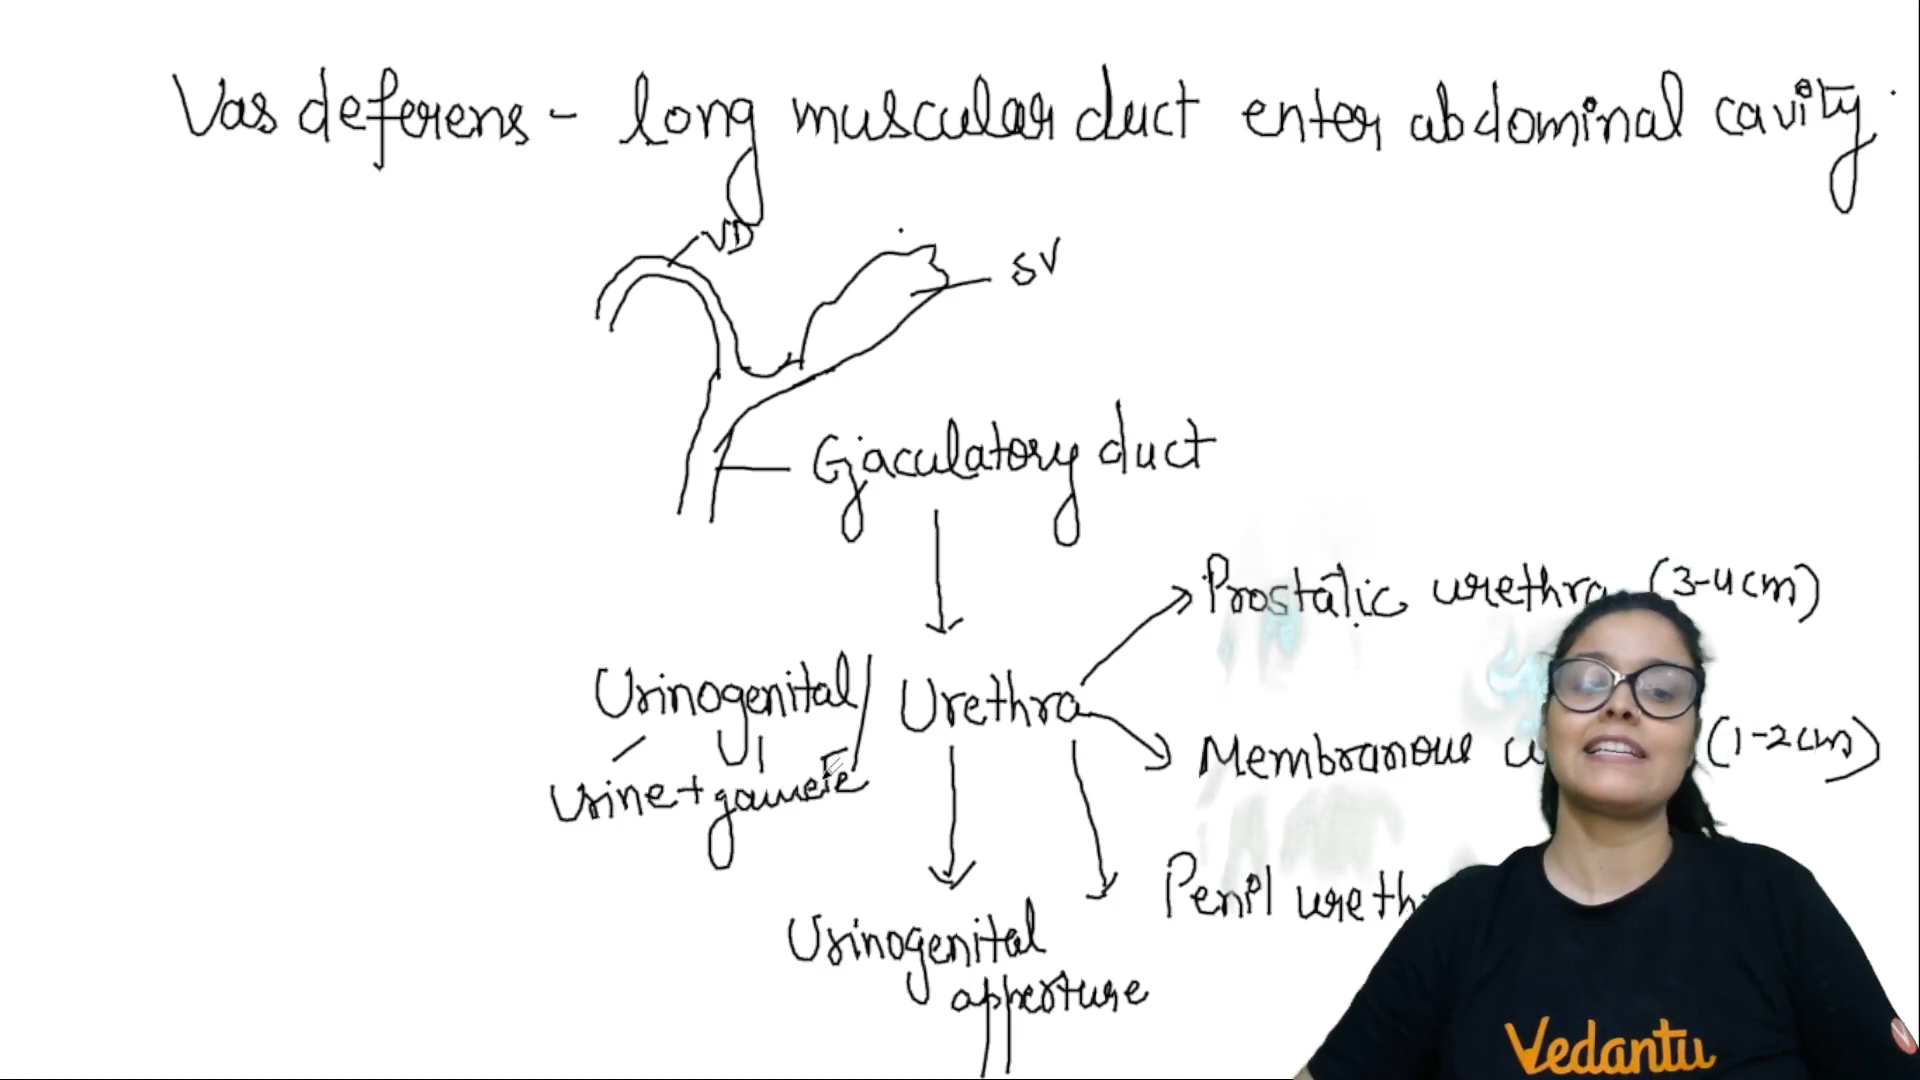 Vas deferens - long muscular duct enter abdominal cavity.
VD
SV
Ejaculatory duct
Prostatic urethra (3-4cm)
Urinogenital/ Urethra
Membranous u (1-2cm)
urine+gamete
Penil ureth
Urinogenital
apperture
Vedantu